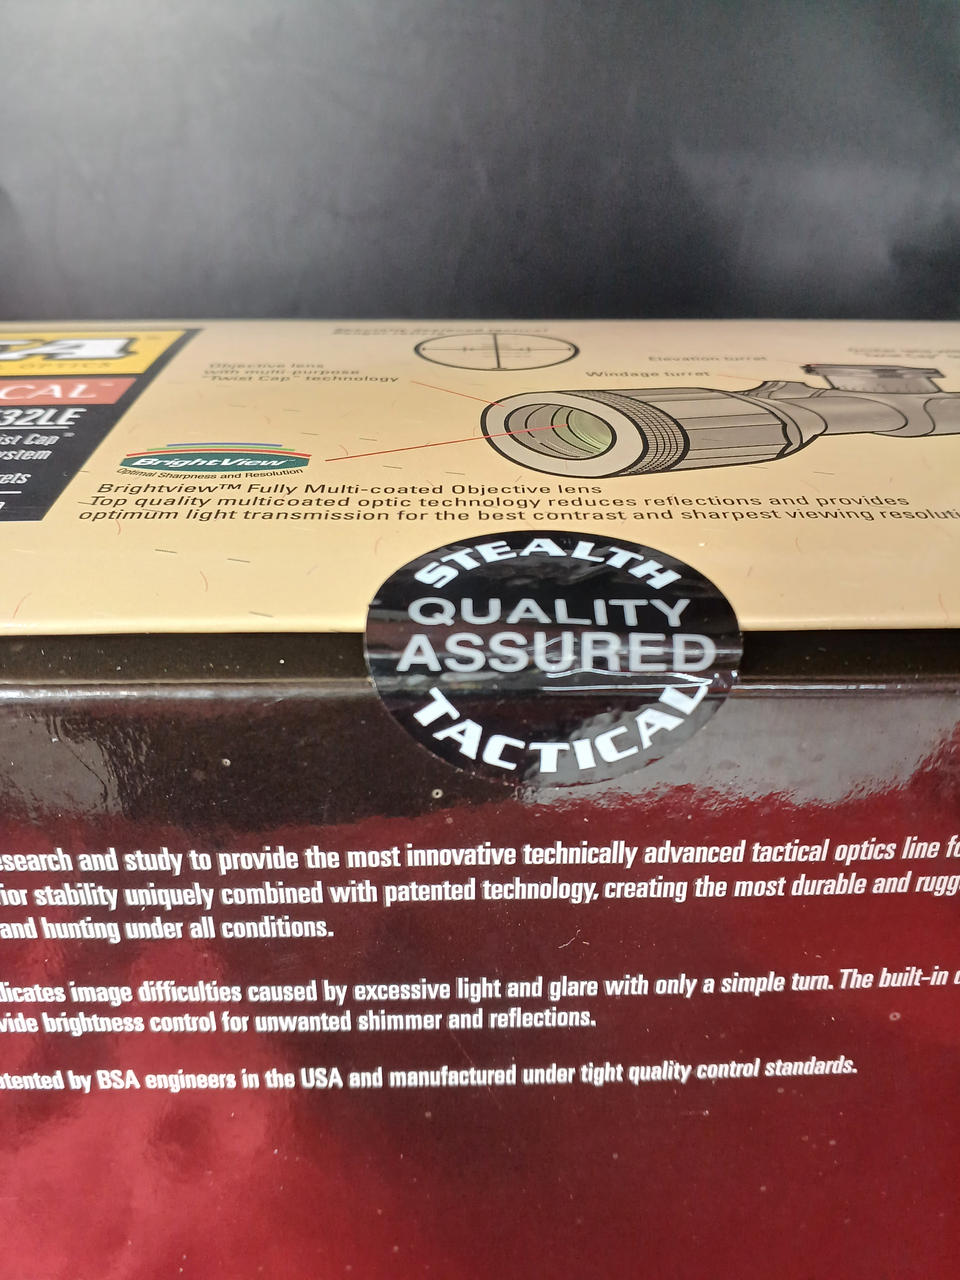 OPTICS
CAL™
32LE
ist Cap™
ystem
rets
Objective lens
with multi-purpose
"Twist Cap" technology
Elevation turret
Windage turret
BrightView™
Optimal Sharpness and Resolution
Brightview™ Fully Multi-coated Objective lens
Top quality multicoated optic technology reduces reflections and provides
optimum light transmission for the best contrast and sharpest viewing resoluti
STEALTH
QUALITY
ASSURED
TACTICAL
esearch and study to provide the most innovative technically advanced tactical optics line fo
ior stability uniquely combined with patented technology, creating the most durable and rugg
and hunting under all conditions.
dicates image difficulties caused by excessive light and glare with only a simple turn. The built-in
vide brightness control for unwanted shimmer and reflections.
atented by BSA engineers in the USA and manufactured under tight quality control standards.